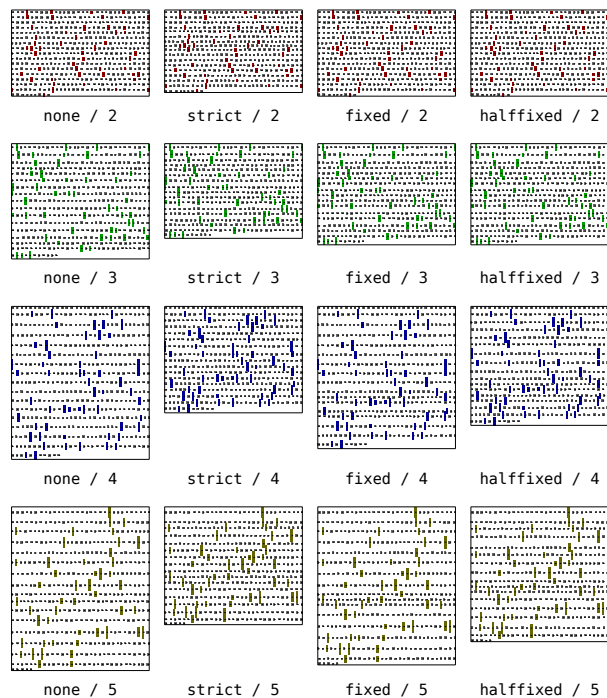 none / 2 strict / 2 fixed / 2 halffixed / 2
none / 3 strict / 3 fixed / 3 halffixed / 3
none / 4 strict / 4 fixed / 4 halffixed / 4
none / 5 strict / 5 fixed / 5 halffixed / 5